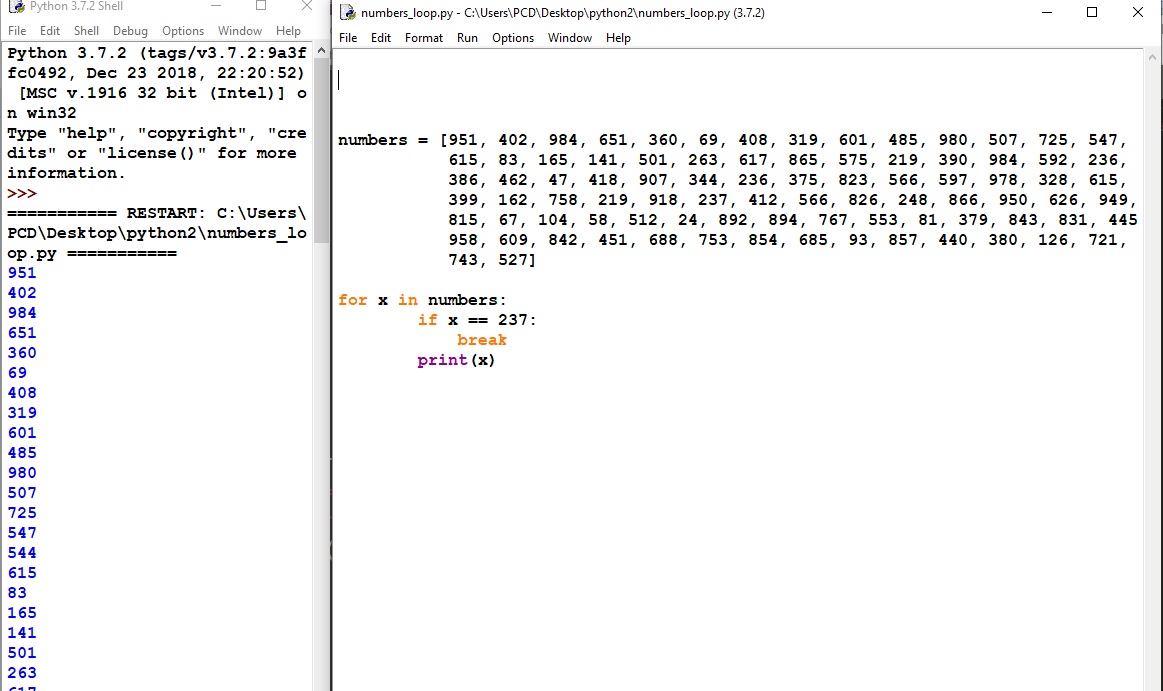 Python 3.7.2 Shell
File Edit Shell Debug Options Window Help
Python 3.7.2 (tags/v3.7.2:9a3f
fc0492, Dec 23 2018, 22:20:52)
[MSC v.1916 32 bit (Intel)] o
n win32
Type "help", "copyright", "cre
dits" or "license()" for more
information.
>>>
=========== RESTART: C:\Users\
PCD\Desktop\python2\numbers_lo
op.py ===========
951
402
984
651
360
69
408
319
601
485
980
507
725
547
544
615
83
165
141
501
263
617
numbers_loop.py - C:\Users\PCD\Desktop\python2\numbers_loop.py (3.7.2)
File Edit Format Run Options Window Help
numbers = [951, 402, 984, 651, 360, 69, 408, 319, 601, 485, 980, 507, 725, 547,
615, 83, 165, 141, 501, 263, 617, 865, 575, 219, 390, 984, 592, 236,
386, 462, 47, 418, 907, 344, 236, 375, 823, 566, 597, 978, 328, 615,
399, 162, 758, 219, 918, 237, 412, 566, 826, 248, 866, 950, 626, 949,
815, 67, 104, 58, 512, 24, 892, 894, 767, 553, 81, 379, 843, 831, 445
958, 609, 842, 451, 688, 753, 854, 685, 93, 857, 440, 380, 126, 721,
743, 527]
for x in numbers:
if x == 237:
break
print(x)